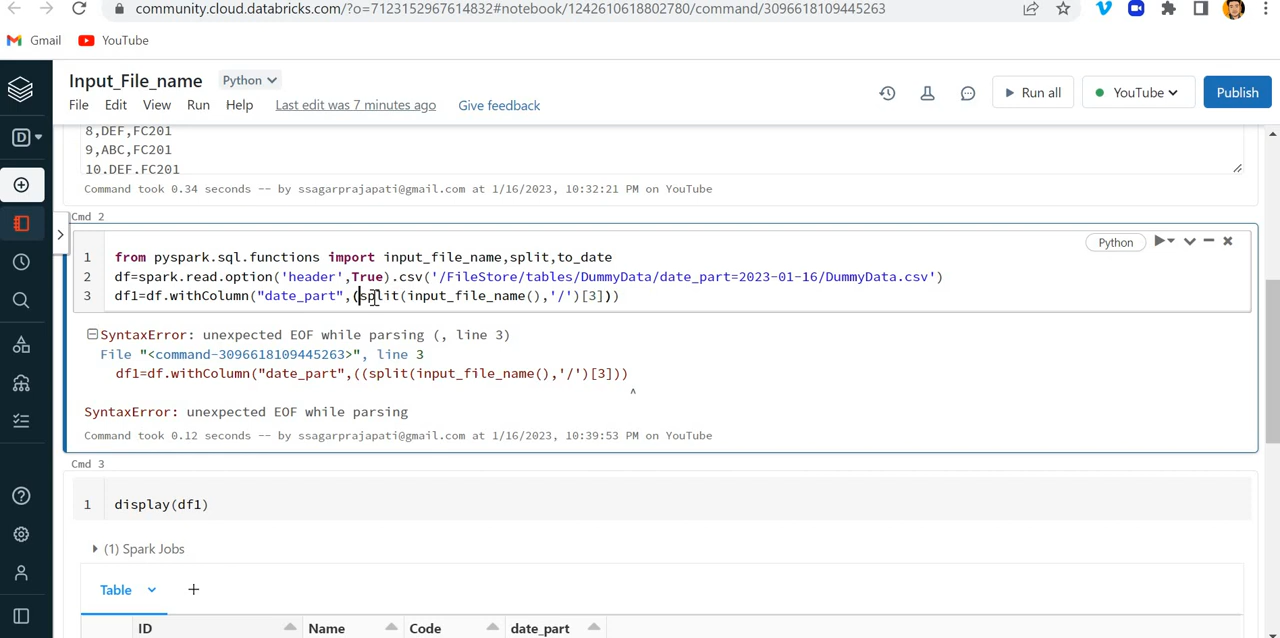 community.cloud.databricks.com/?o=7123152967614832#notebook/1242610618802780/command/3096618109445263
Gmail YouTube
Input_File_name Python
File Edit View Run Help Last edit was 7 minutes ago Give feedback
Run all YouTube Publish
D
8,DEF,FC201
9,ABC,FC201
10,DEF,FC201
Command took 0.34 seconds -- by ssagarprajapati@gmail.com at 1/16/2023, 10:32:21 PM on YouTube
Cmd 2
Python
1 from pyspark.sql.functions import input_file_name,split,to_date
2 df=spark.read.option('header',True).csv('/FileStore/tables/DummyData/date_part=2023-01-16/DummyData.csv')
3 df1=df.withColumn("date_part",(split(input_file_name(),'/')[3]))
SyntaxError: unexpected EOF while parsing (, line 3)
File "<command-3096618109445263>", line 3
df1=df.withColumn("date_part",((split(input_file_name(),'/')[3]))
^
SyntaxError: unexpected EOF while parsing
Command took 0.12 seconds -- by ssagarprajapati@gmail.com at 1/16/2023, 10:39:53 PM on YouTube
Cmd 3
1 display(df1)
(1) Spark Jobs
Table +
ID Name Code date_part